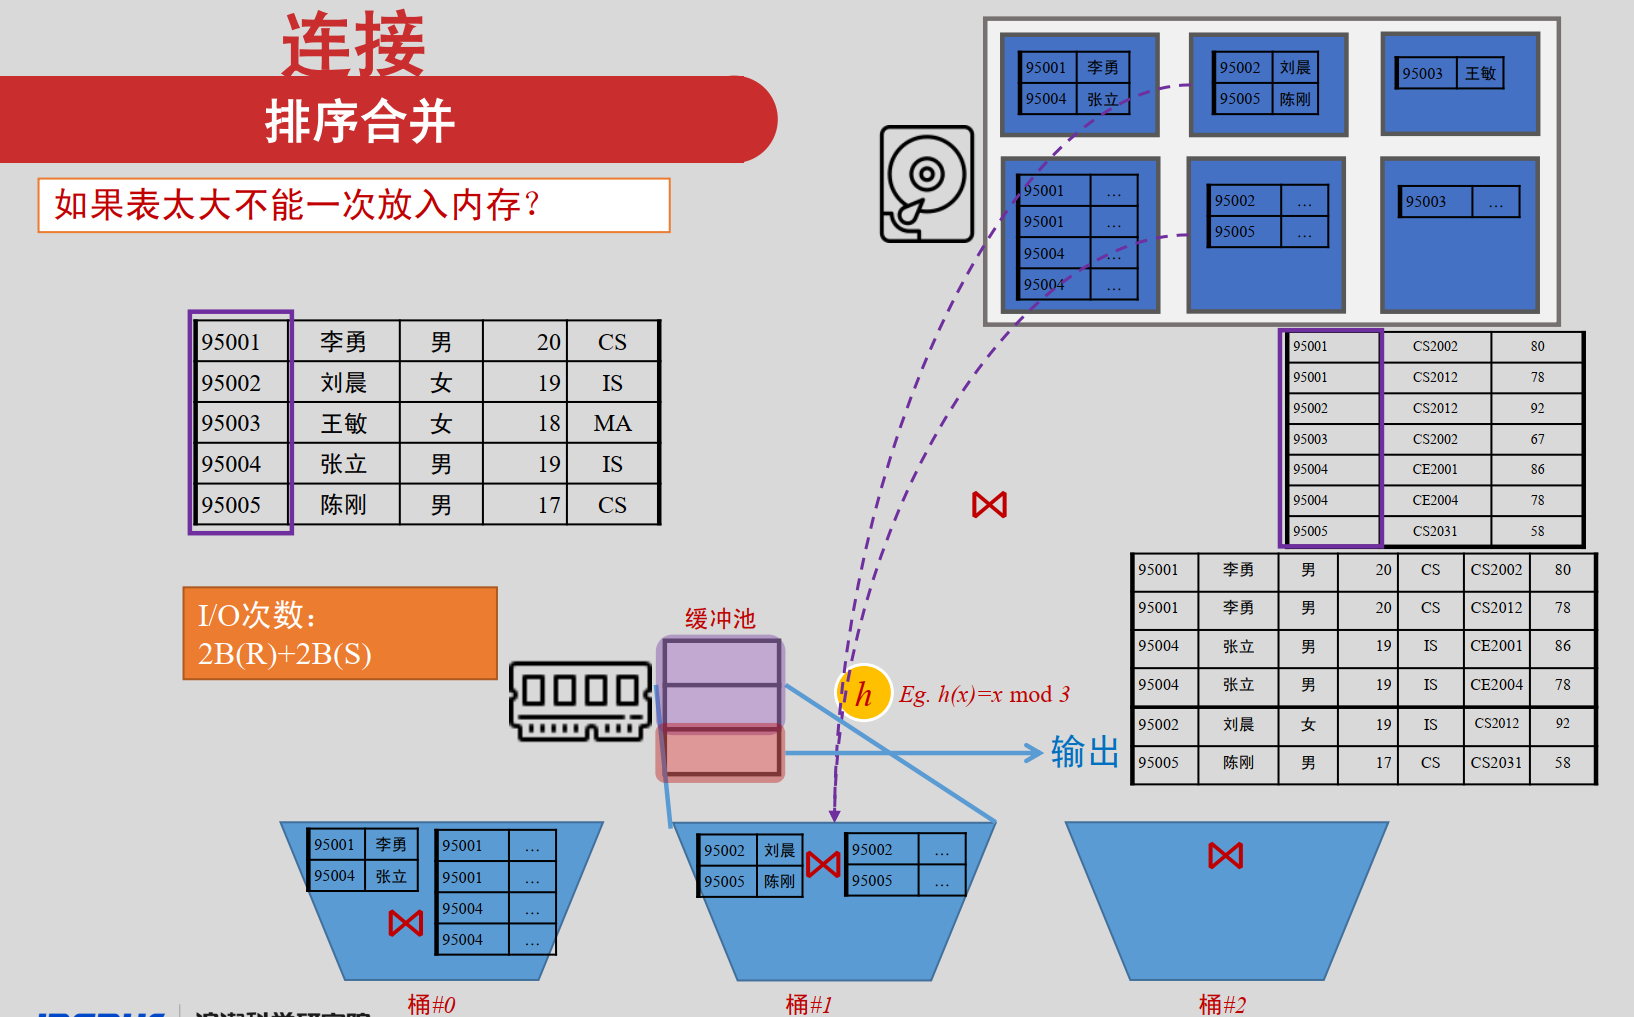 连接
排序合并
如果表太大不能一次放入内存？
95001 李勇
95004 张立
95002 刘晨
95005 陈刚
95003 王敏
95001 …
95001 …
95004 …
95004 …
95002 …
95005 …
95003 …
95001 李勇 男 20 CS
95002 刘晨 女 19 IS
95003 王敏 女 18 MA
95004 张立 男 19 IS
95005 陈刚 男 17 CS
95001 CS2002 80
95001 CS2012 78
95002 CS2012 92
95003 CS2002 67
95004 CE2001 86
95004 CE2004 78
95005 CS2031 58
I/O次数：
2B(R)+2B(S)
缓冲池
h
Eg. h(x)=x mod 3
输出
95001 李勇 男 20 CS CS2002 80
95001 李勇 男 20 CS CS2012 78
95004 张立 男 19 IS CE2001 86
95004 张立 男 19 IS CE2004 78
95002 刘晨 女 19 IS CS2012 92
95005 陈刚 男 17 CS CS2031 58
95001 李勇
95004 张立
95001 …
95001 …
95004 …
95004 …
95002 刘晨
95005 陈刚
95002 …
95005 …
桶#0
桶#1
桶#2